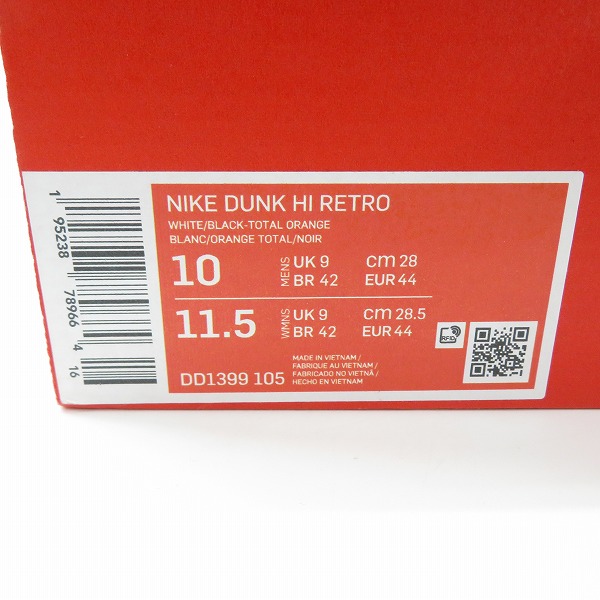 NIKE DUNK HI RETRO
WHITE/BLACK-TOTAL ORANGE
BLANC/ORANGE TOTAL/NOIR
10 MENS UK 9 cm 28
BR 42 EUR 44
11.5 WMNS UK 9 cm 28.5
BR 42 EUR 44
DD1399 105
MADE IN VIETNAM /
FABRIQUE AU VIETNAM /
FABRICADO NO VIETNÃ /
HECHO EN VIETNAM
RFID
1 95238 78966 4 16